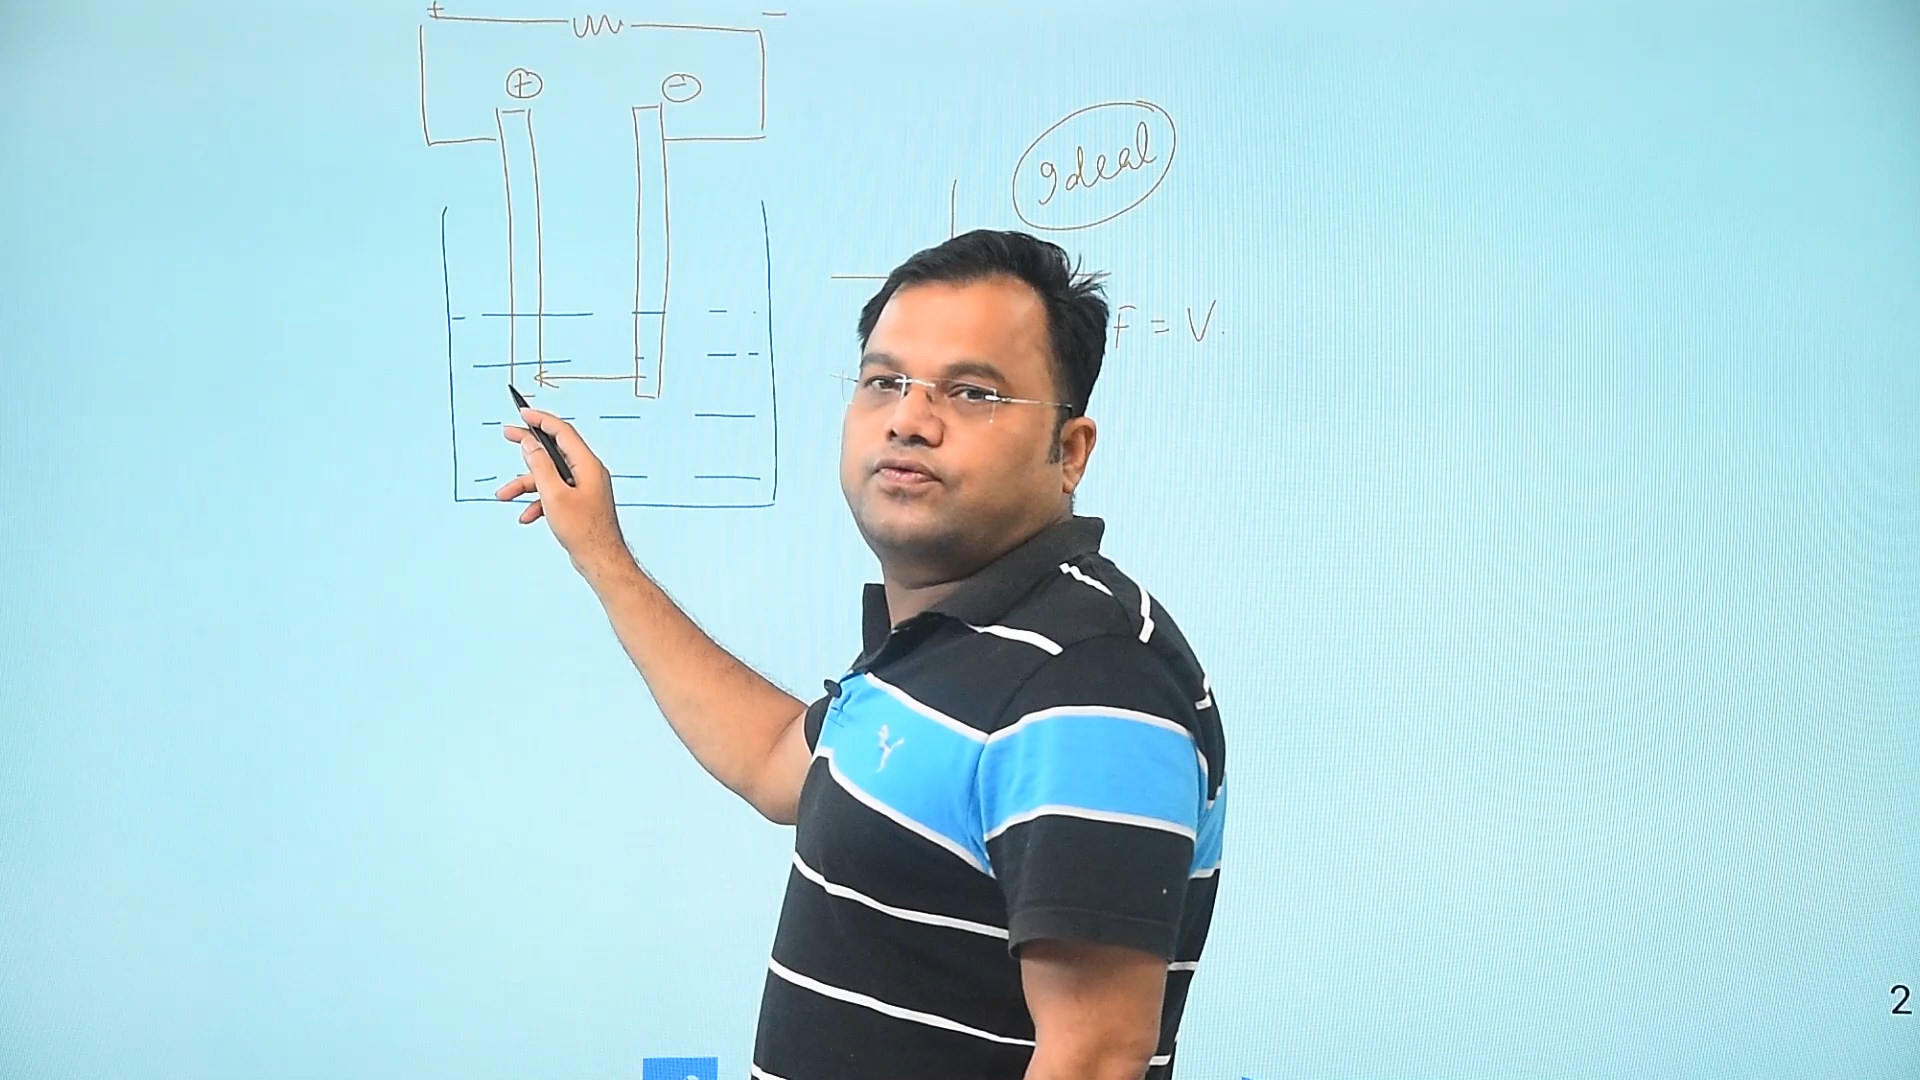 + -
+ -
Ideal
F = V.
2